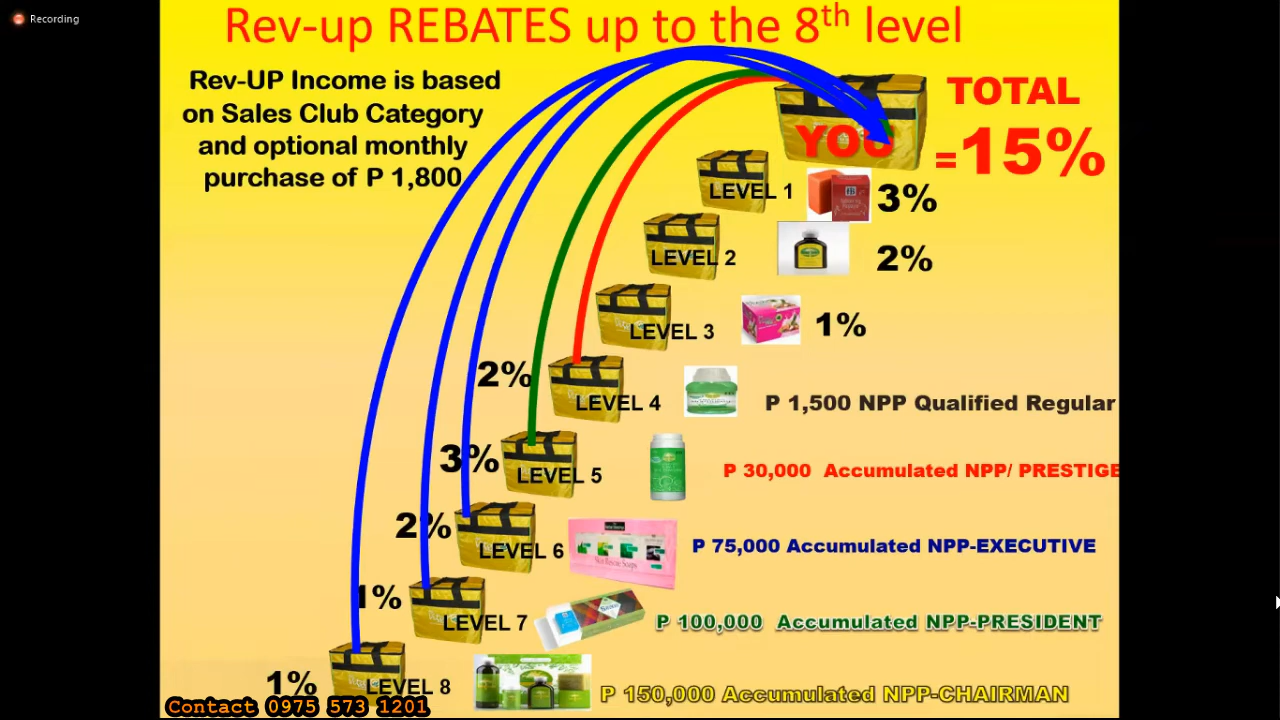 Recording
Rev-up REBATES up to the 8th level
Rev-UP Income is based
on Sales Club Category
and optional monthly
purchase of P 1,800
TOTAL
=15%
YOU
LEVEL 1
3%
LEVEL 2
2%
LEVEL 3
1%
2%
LEVEL 4
P 1,500 NPP Qualified Regular
3%
LEVEL 5
P 30,000 Accumulated NPP/ PRESTIGE
2%
LEVEL 6
P 75,000 Accumulated NPP-EXECUTIVE
1%
LEVEL 7
P 100,000 Accumulated NPP-PRESIDENT
1%
LEVEL 8
P 150,000 Accumulated NPP-CHAIRMAN
Contact 0975 573 1201